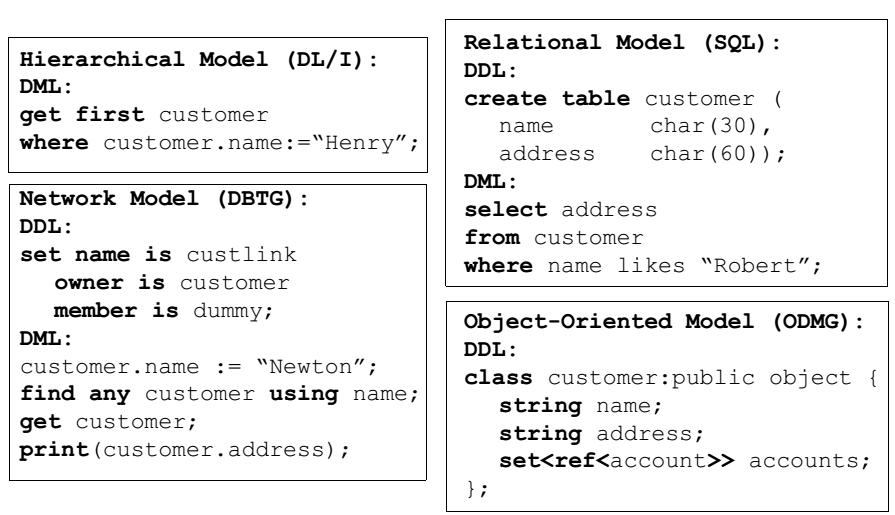 Hierarchical Model (DL/I):
DML:
get first customer
where customer.name:=“Henry”;
Network Model (DBTG):
DDL:
set name is custlink
owner is customer
member is dummy;
DML:
customer.name := “Newton”;
find any customer using name;
get customer;
print(customer.address);
Relational Model (SQL):
DDL:
create table customer (
name char(30),
address char(60));
DML:
select address
from customer
where name likes “Robert”;
Object-Oriented Model (ODMG):
DDL:
class customer:public object {
string name;
string address;
set<ref<account>> accounts;
};